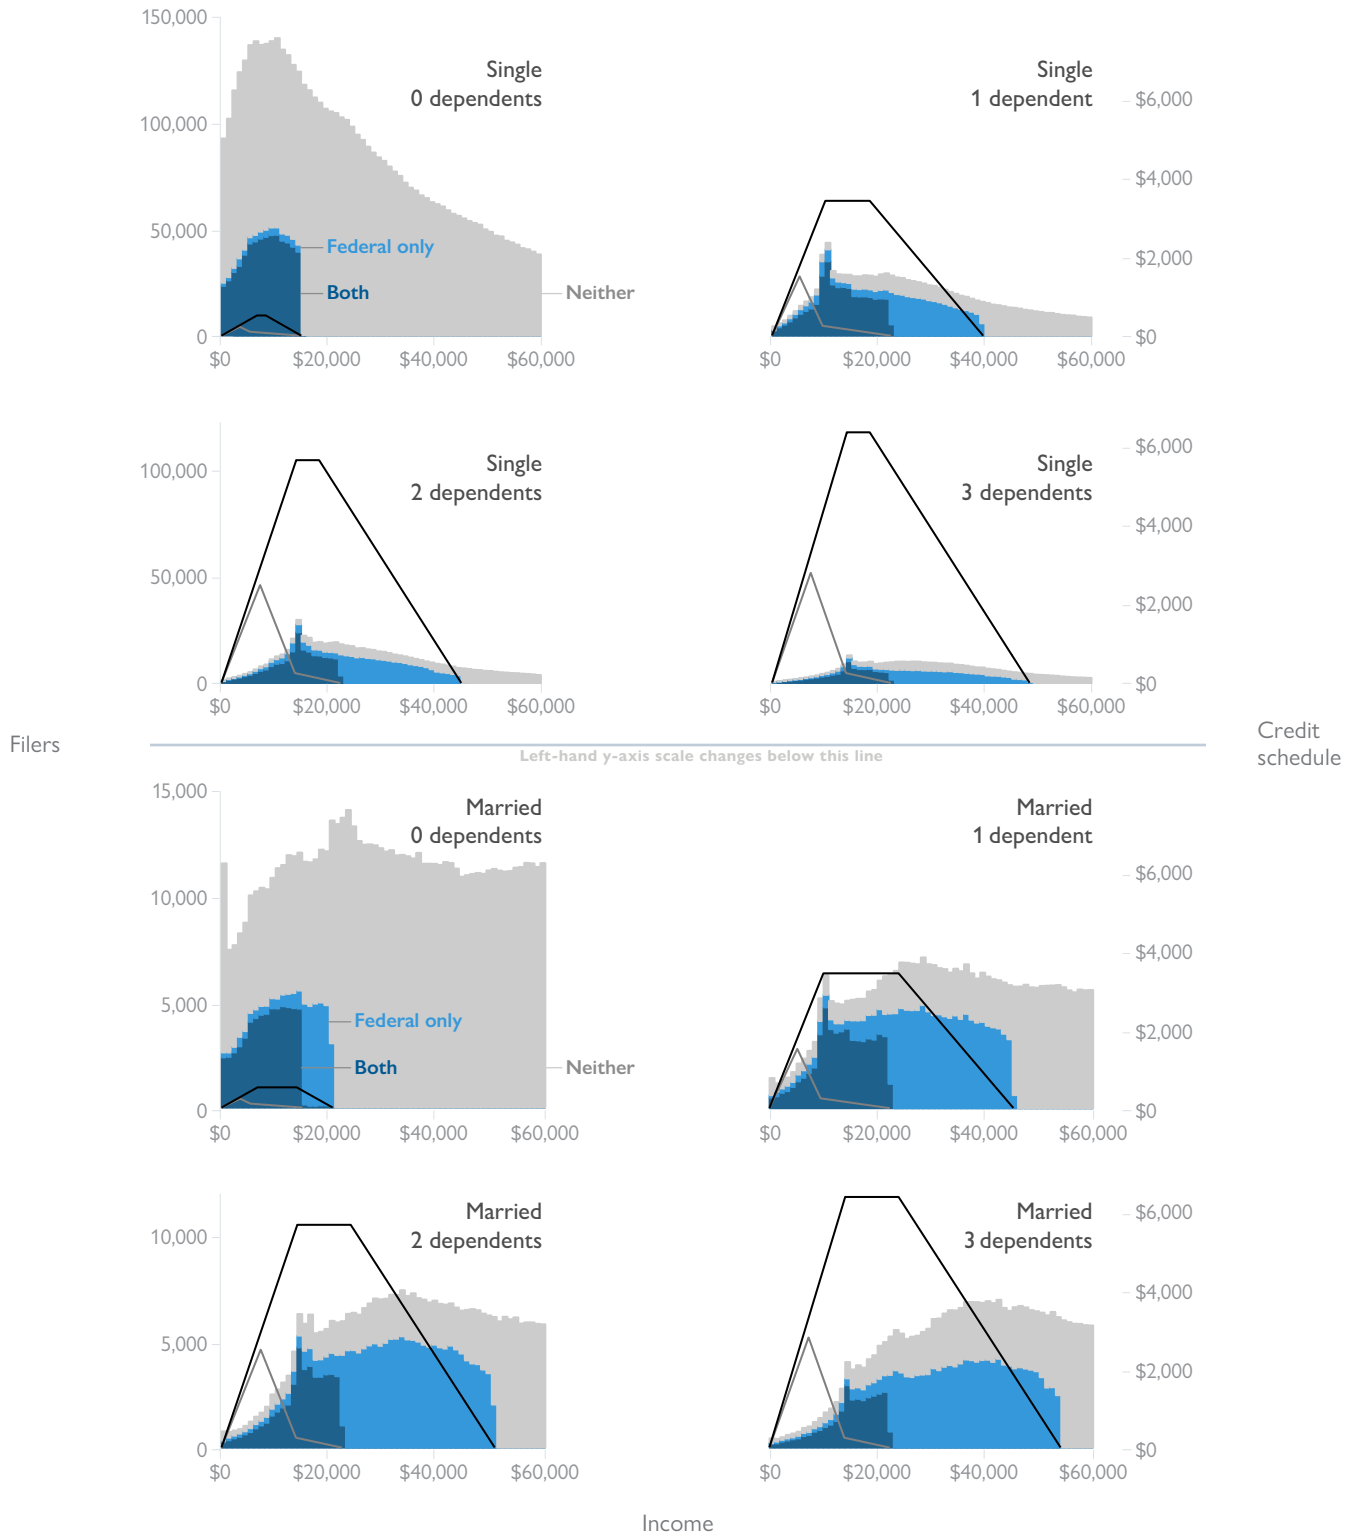 150,000
100,000
50,000
0
Single
0 dependents
Federal only
Both
Neither
$0
$20,000
$40,000
$60,000
Single
1 dependent
$6,000
$4,000
$2,000
$0
$0
$20,000
$40,000
$60,000
100,000
50,000
0
Single
2 dependents
$0
$20,000
$40,000
$60,000
Single
3 dependents
$6,000
$4,000
$2,000
$0
$0
$20,000
$40,000
$60,000
Filers
Credit
schedule
Left-hand y-axis scale changes below this line
15,000
10,000
5,000
0
Married
0 dependents
Federal only
Both
Neither
$0
$20,000
$40,000
$60,000
Married
1 dependent
$6,000
$4,000
$2,000
$0
$0
$20,000
$40,000
$60,000
10,000
5,000
0
Married
2 dependents
$0
$20,000
$40,000
$60,000
Married
3 dependents
$6,000
$4,000
$2,000
$0
$0
$20,000
$40,000
$60,000
Income